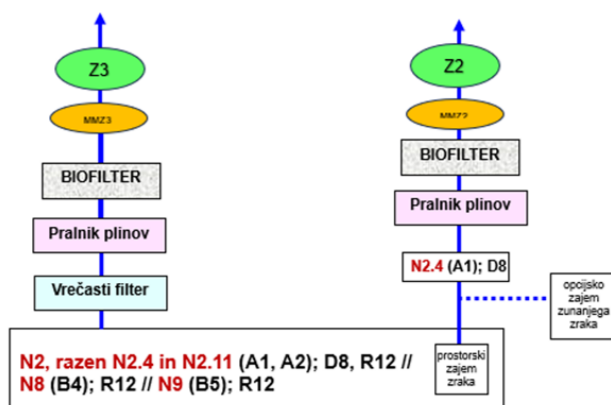 Z3
MMZ3
BIOFILTER
Pralnik plinov
Vrečasti filter
Z2
MMZ2
BIOFILTER
Pralnik plinov
N2.4 (A1); D8
opcijsko
zajem
zunanjega
zraka
N2, razen N2.4 in N2.11 (A1, A2); D8, R12 //
N8 (B4); R12 // N9 (B5); R12
prostorski
zajem
zraka